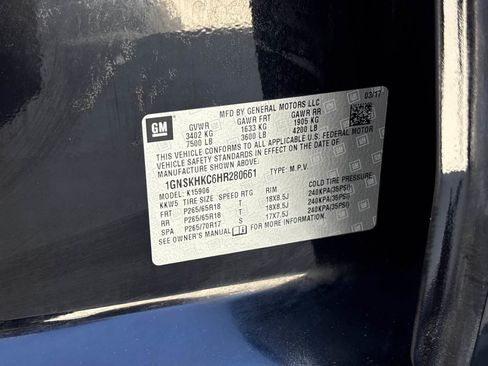 GM
MFD BY GENERAL MOTORS LLC
03/17
GVWR GAWR FRT GAWR RR
3402 KG 1633 KG 1905 KG
7500 LB 3600 LB 4200 LB
THIS VEHICLE CONFORMS TO ALL APPLICABLE U.S. FEDERAL MOTOR
VEHICLE SAFETY STANDARDS IN EFFECT ON THE DATE OF
MANUFACTURE SHOWN ABOVE.
1GNSKHKC6HR280661 TYPE: M.P.V.
MODEL: K15906
KKW5 TIRE SIZE SPEED RTG RIM COLD TIRE PRESSURE
FRT P265/65R18 T 18X8.5J 240KPA(35PSI)
RR P265/65R18 T 18X8.5J 240KPA(35PSI)
SPA P265/70R17 S 17X7.5J 240KPA(35PSI)
SEE OWNER'S MANUAL FOR MORE INFORMATION.